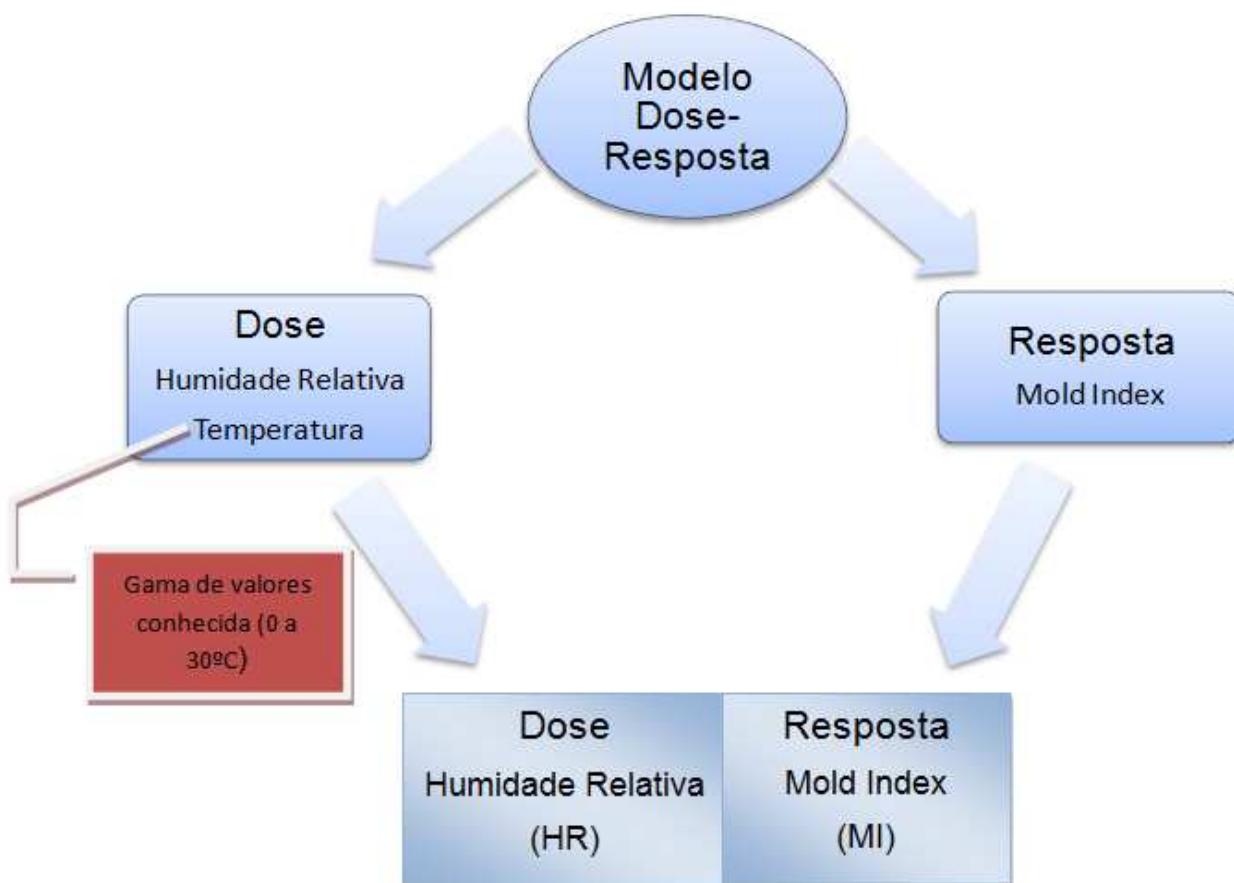 Modelo
Dose-
Resposta
Dose
Humidade Relativa
Temperatura
Resposta
Mold Index
Gama de valores
conhecida (0 a
30ºC)
Dose
Humidade Relativa
(HR)
Resposta
Mold Index
(MI)